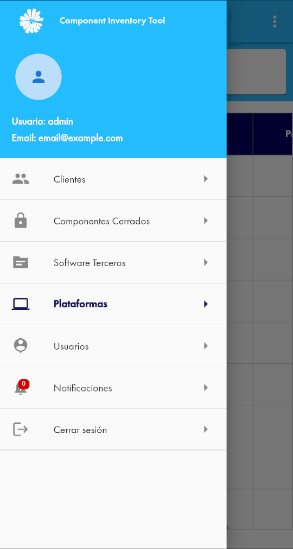 Component Inventory Tool
Usuario: admin
Email: email@example.com
Clientes
Componentes Cerrados
Software Terceros
Plataformas
Usuarios
0
Notificaciones
Cerrar sesión